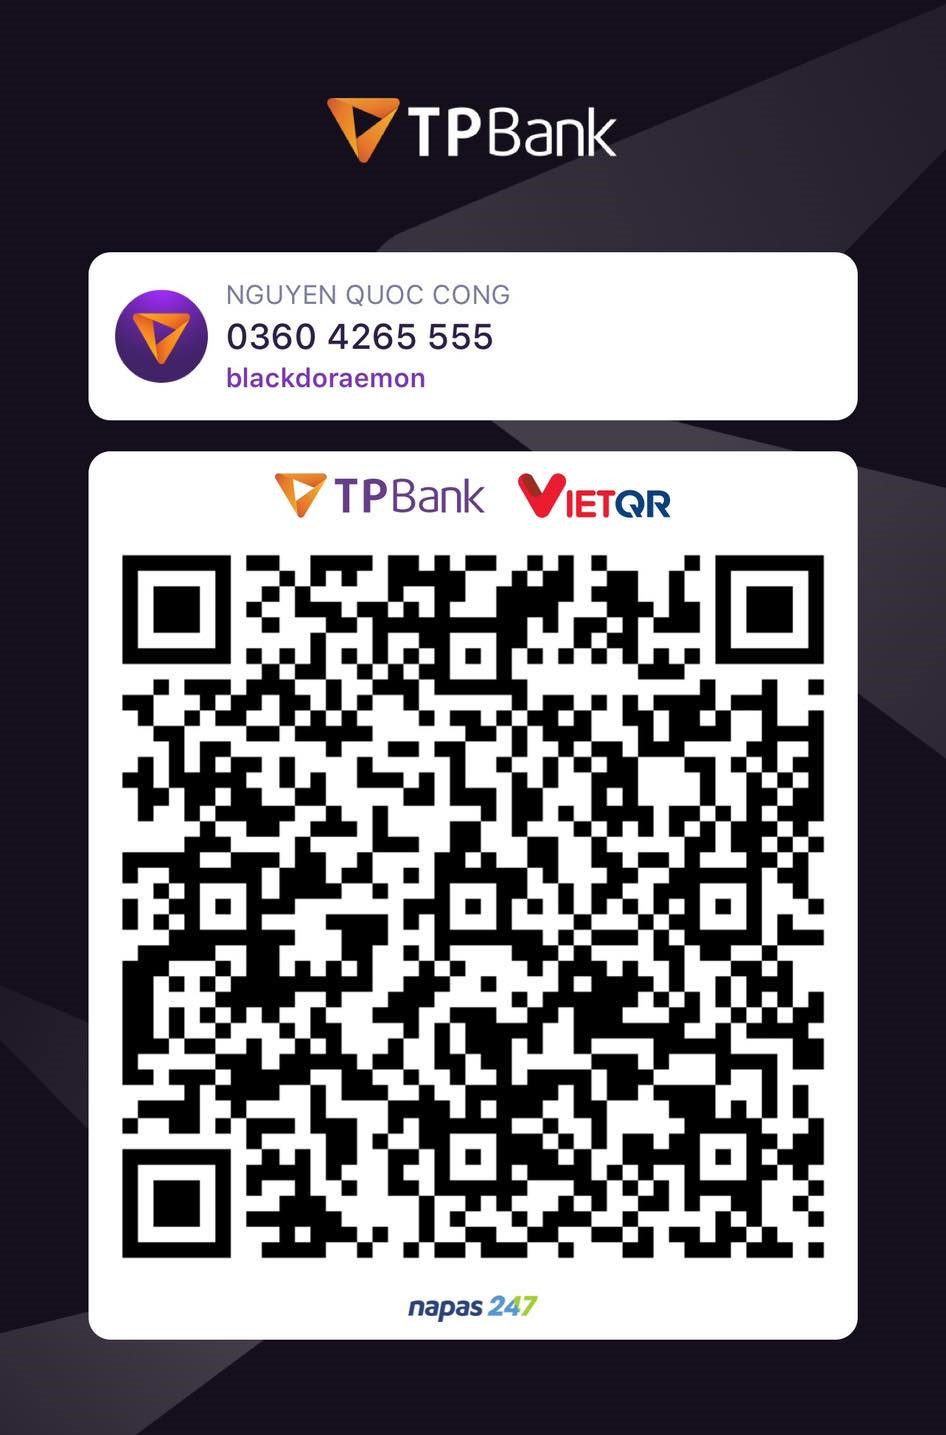 TPBank
NGUYEN QUOC CONG
0360 4265 555
blackdoraemon
TPBank VIETQR
napas 247